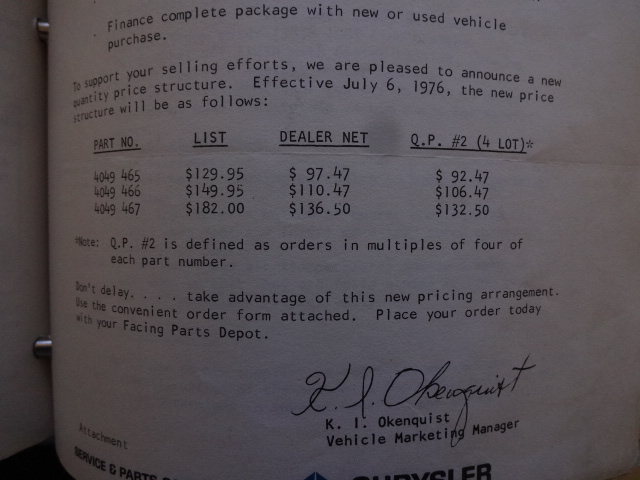 · Finance complete package with new or used vehicle
purchase.
To support your selling efforts, we are pleased to announce a new
quantity price structure. Effective July 6, 1976, the new price
structure will be as follows:
PART NO. LIST DEALER NET Q.P. #2 (4 LOT)*
4049 465 $129.95 $ 97.47 $ 92.47
4049 466 $149.95 $110.47 $106.47
4049 467 $182.00 $136.50 $132.50
*Note: Q.P. #2 is defined as orders in multiples of four of
each part number.
Don't delay. . . . take advantage of this new pricing arrangement.
Use the convenient order form attached. Place your order today
with your Facing Parts Depot.
K. I. Okenquist
K. I. Okenquist
Vehicle Marketing Manager
Attachment
SERVICE & PARTS
CHRYSLER